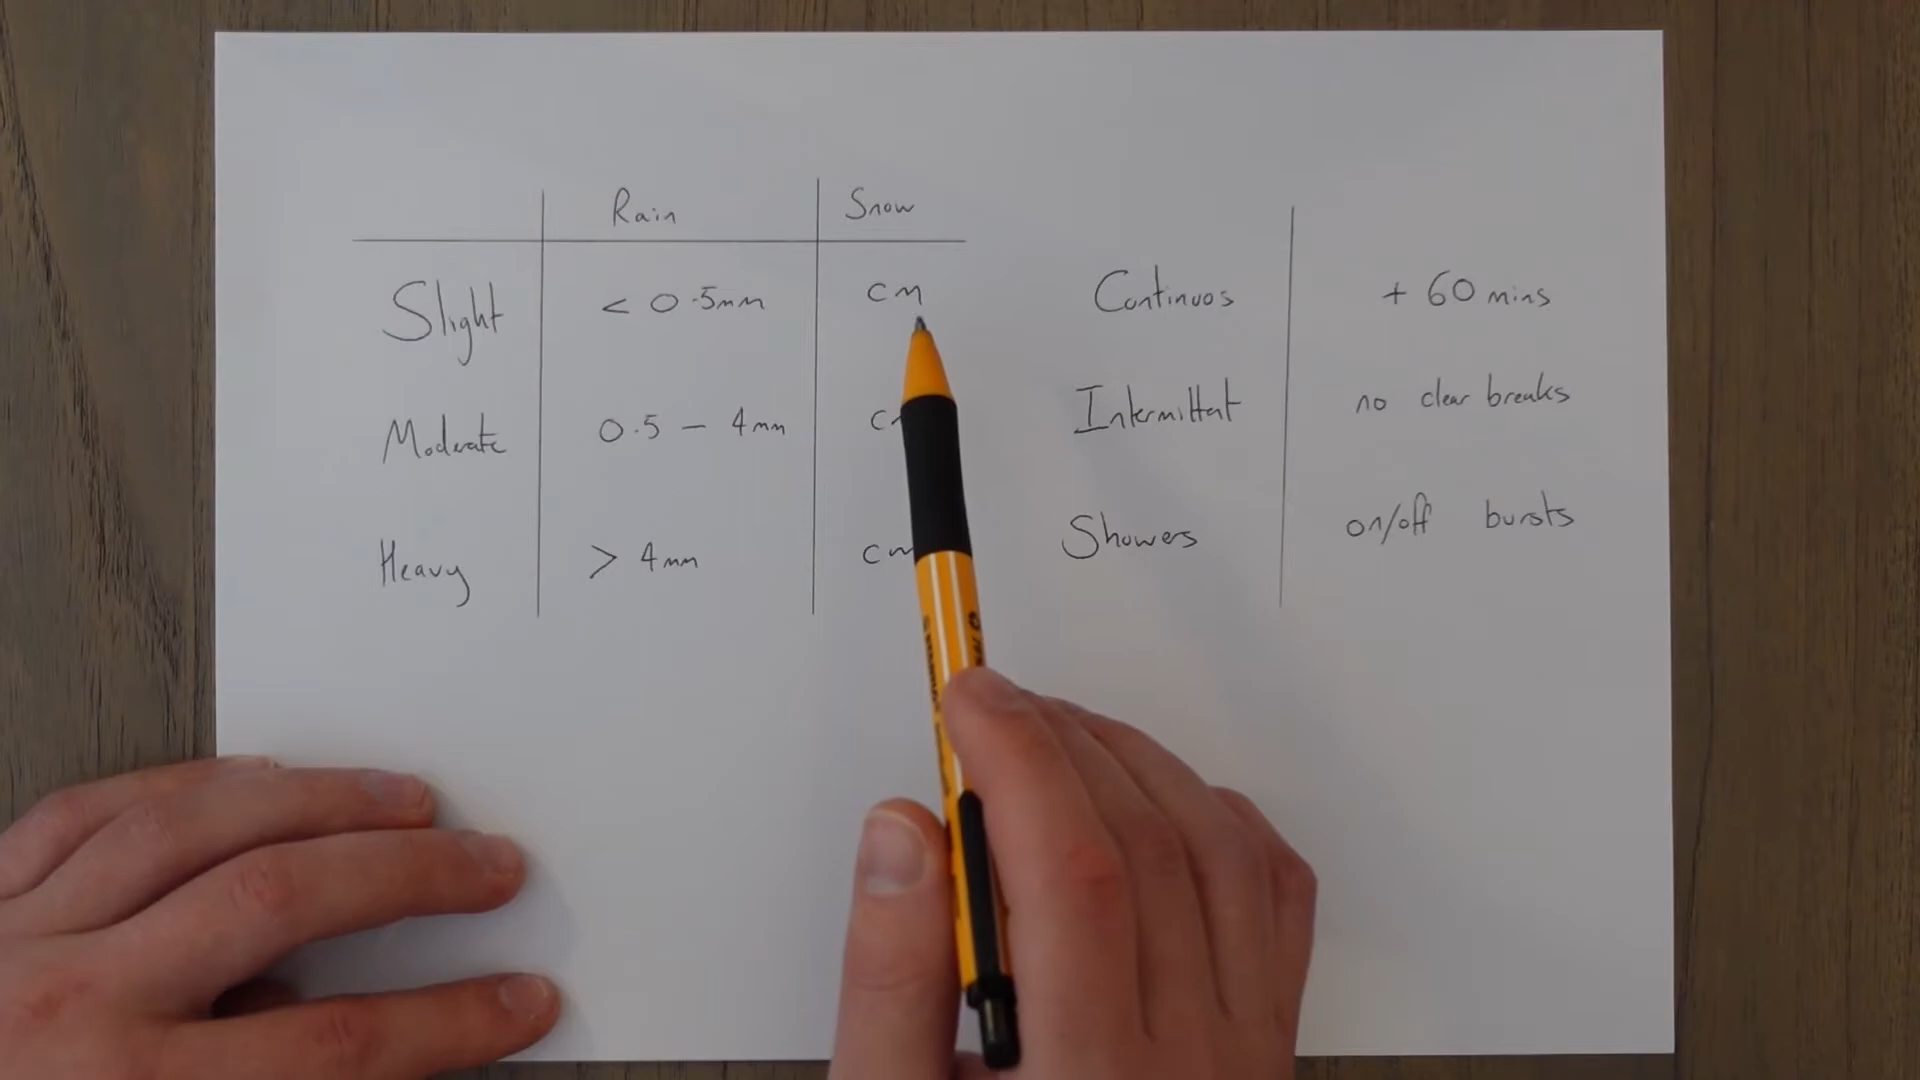 Rain Snow
Slight < 0.5mm cm
Moderate 0.5 - 4mm
Heavy > 4mm cm
Continuos + 60 mins
Intermittent no clear breaks
Showers on/off bursts